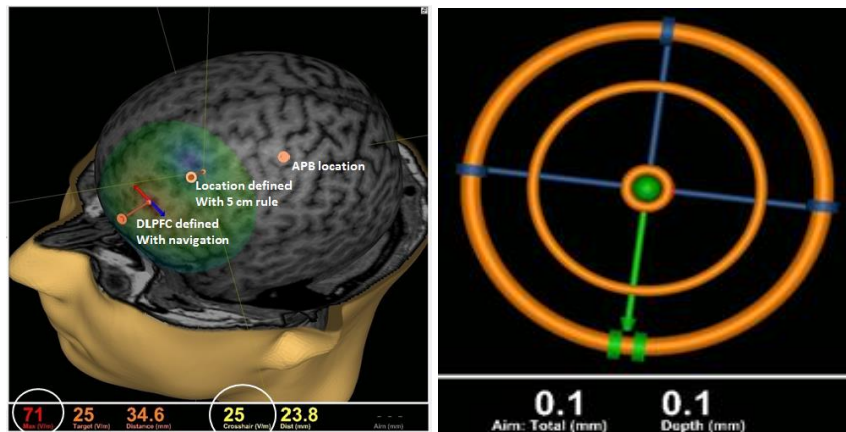 APB location
Location defined
With 5 cm rule
DLPFC defined
With navigation
71 25 34.6 25 23.8 - - -
Max (V/m) Target (V/m) Distance (mm) Crosshair (V/m) Dist (mm) Aim (mm)
0.1 0.1
Aim: Total (mm) Depth (mm)